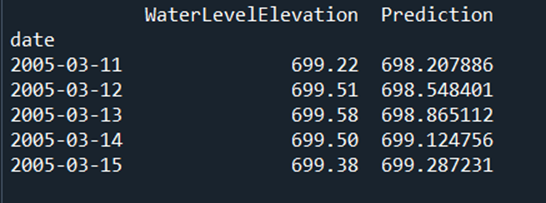 WaterLevelElevation Prediction
date
2005-03-11 699.22 698.207886
2005-03-12 699.51 698.548401
2005-03-13 699.58 698.865112
2005-03-14 699.50 699.124756
2005-03-15 699.38 699.287231